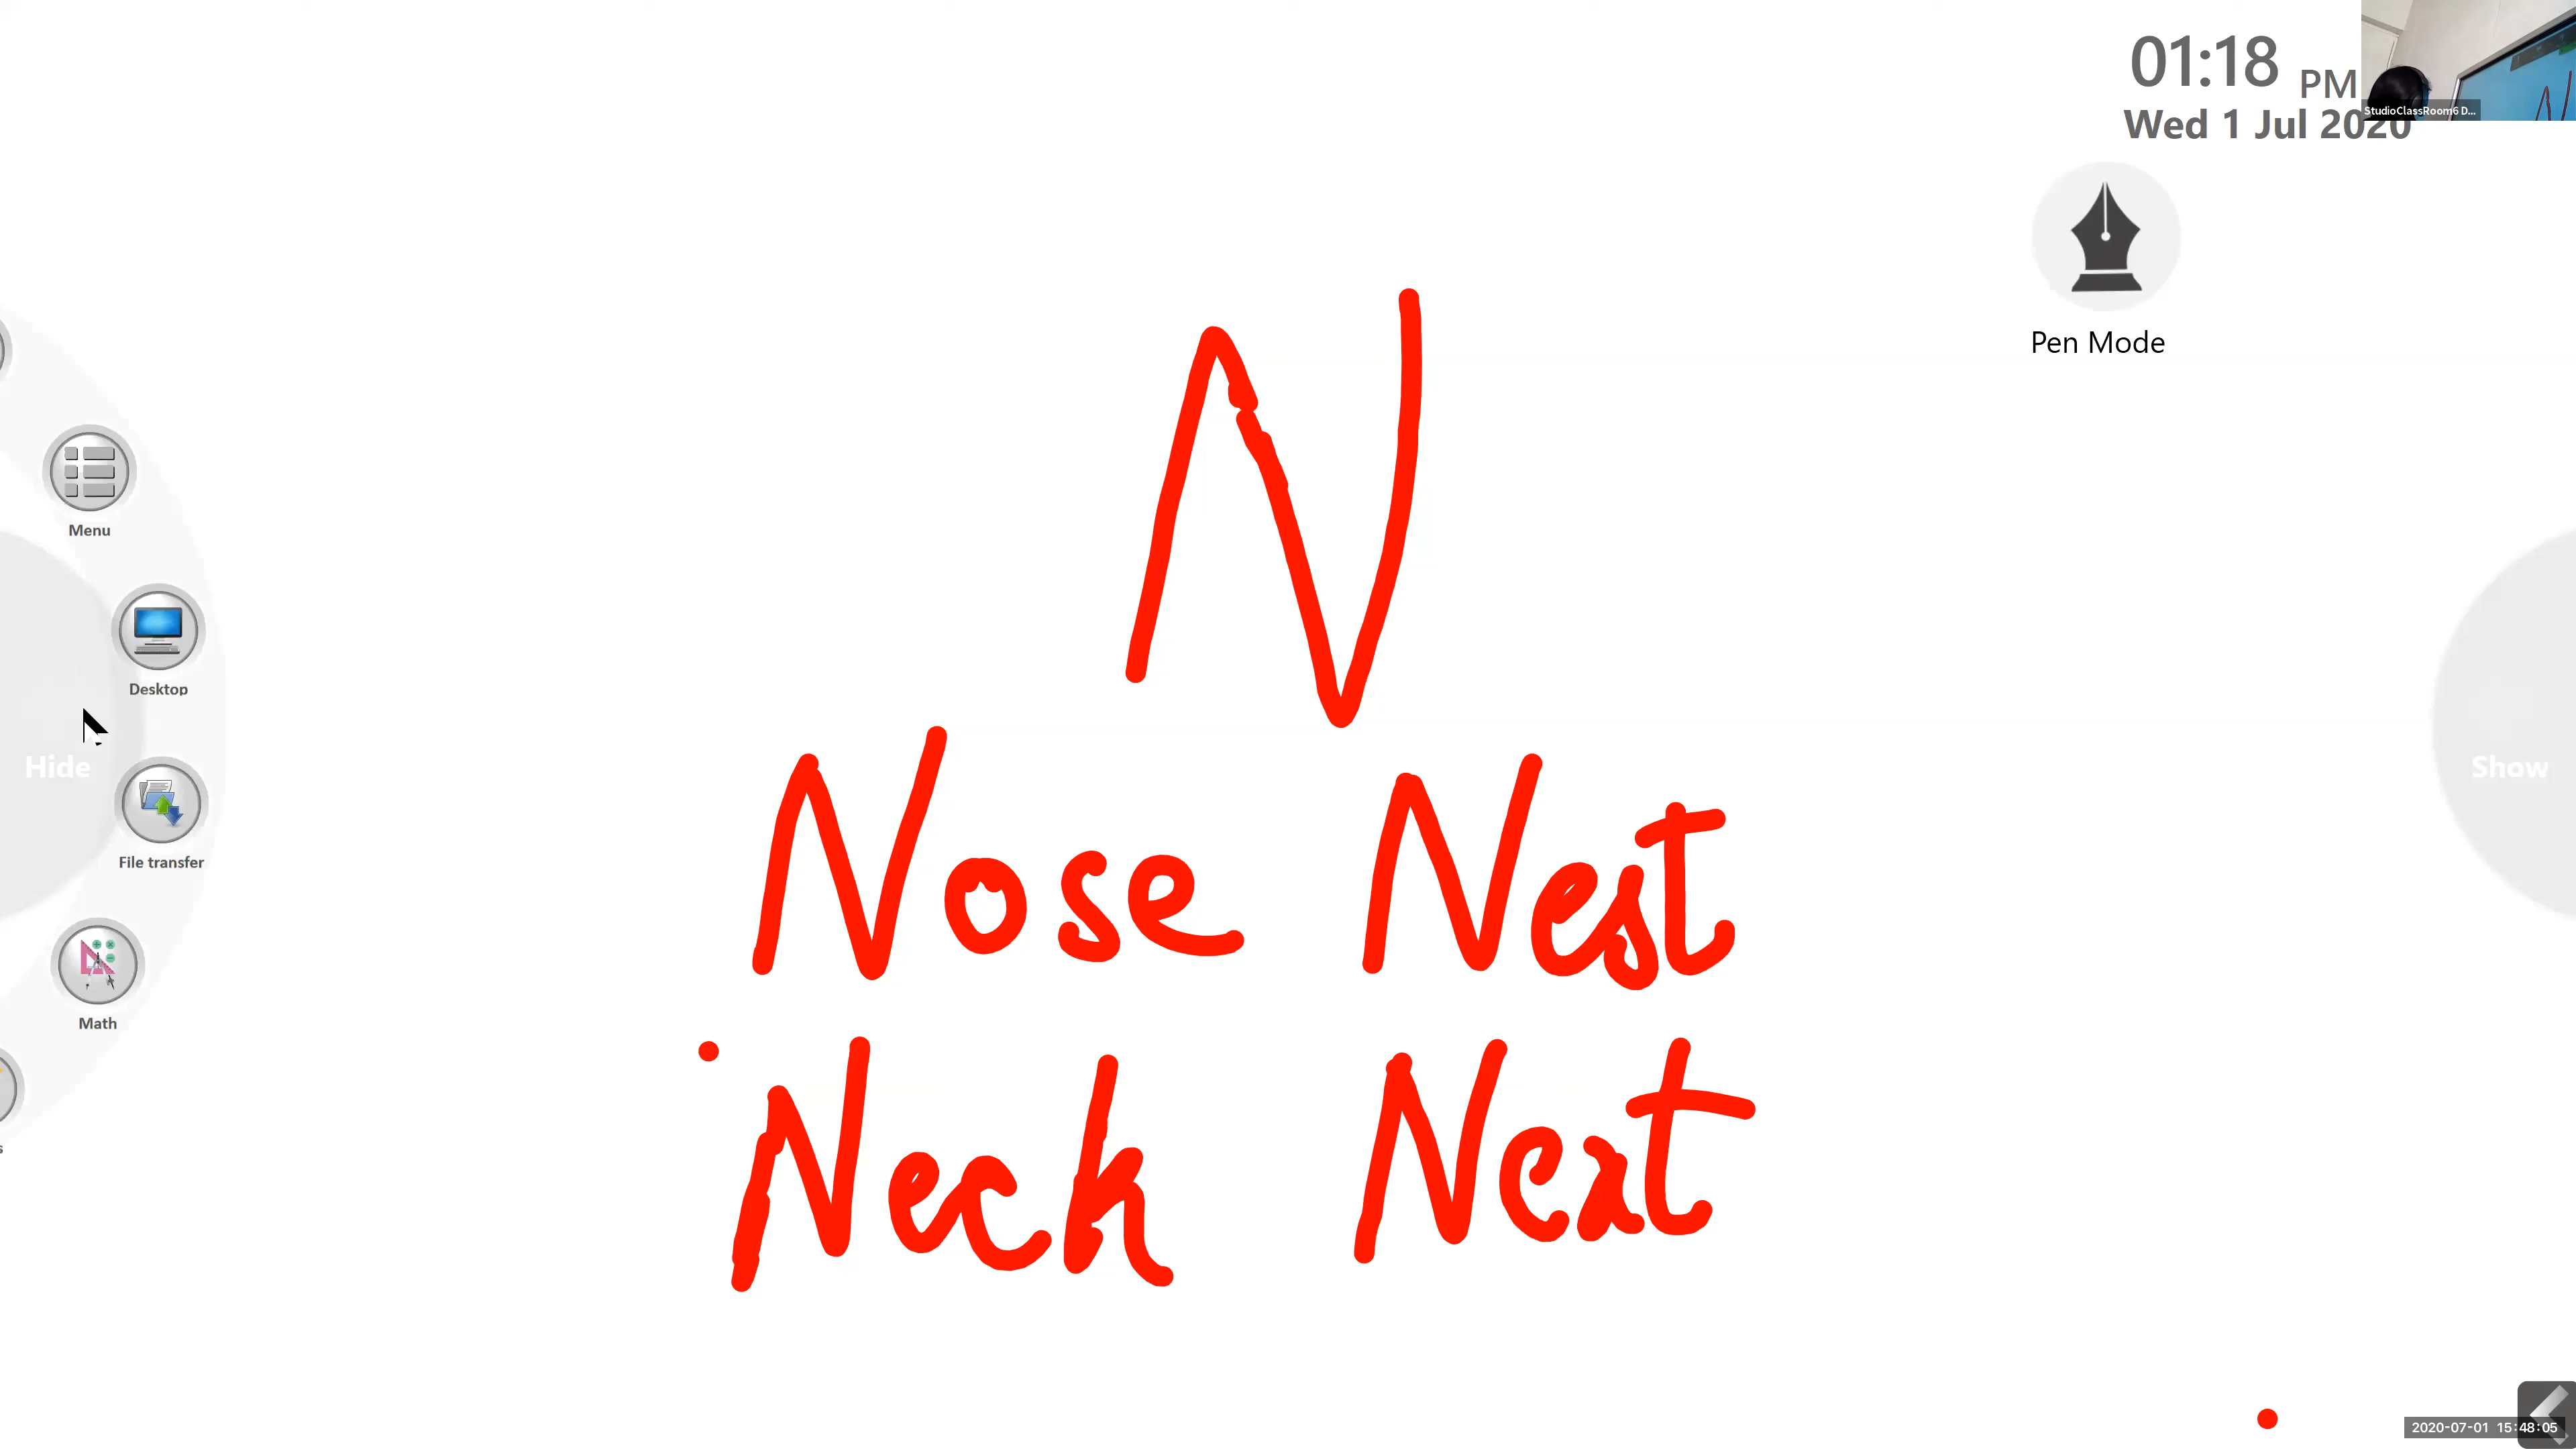 01:18 PM
Wed 1 Jul 2020
StudioClassRoom6 D...
Pen Mode
N
Menu
Desktop
Hide
Show
Nose Nest
File transfer
Math
Neck Next
s
2020-07-01 15:48:05